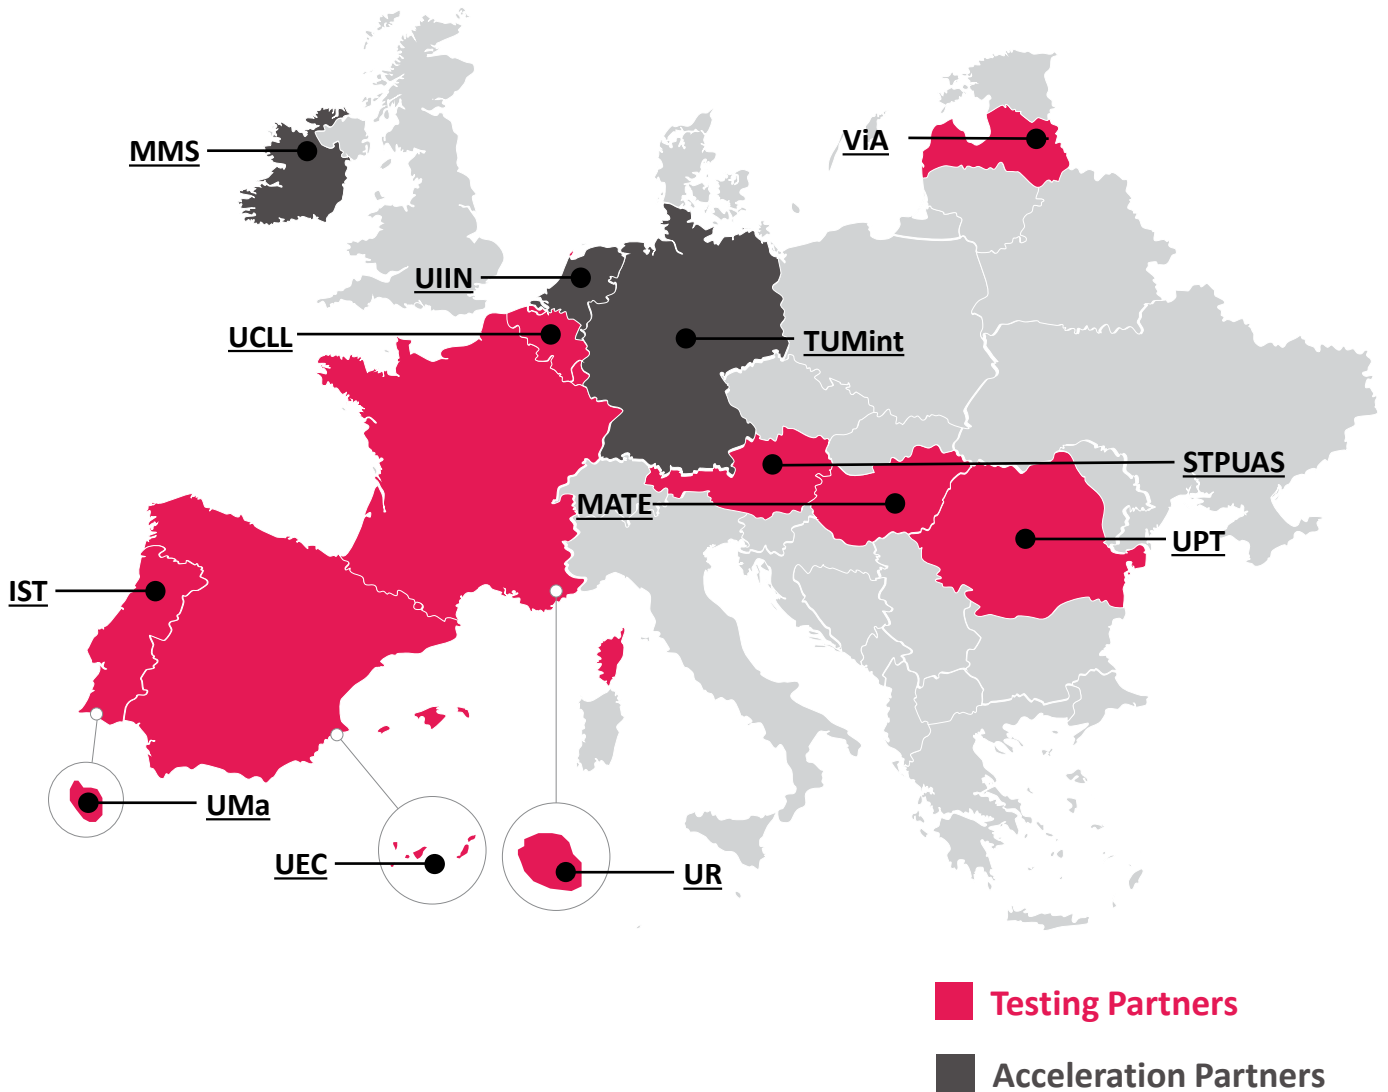 MMS
ViA
UIIN
UCLL
TUMint
STPUAS
MATE
UPT
IST
UMa
UEC
UR
Testing Partners
Acceleration Partners